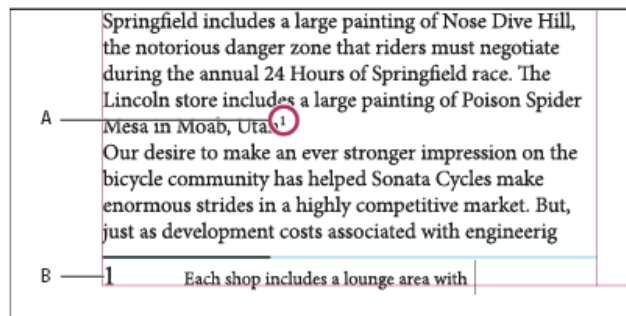 Springfield includes a large painting of Nose Dive Hill,
the notorious danger zone that riders must negotiate
during the annual 24 Hours of Springfield race. The
Lincoln store includes a large painting of Poison Spider
A Mesa in Moab, Utah¹
Our desire to make an ever stronger impression on the
bicycle community has helped Sonata Cycles make
enormous strides in a highly competitive market. But,
just as development costs associated with engineerig
B 1 Each shop includes a lounge area with